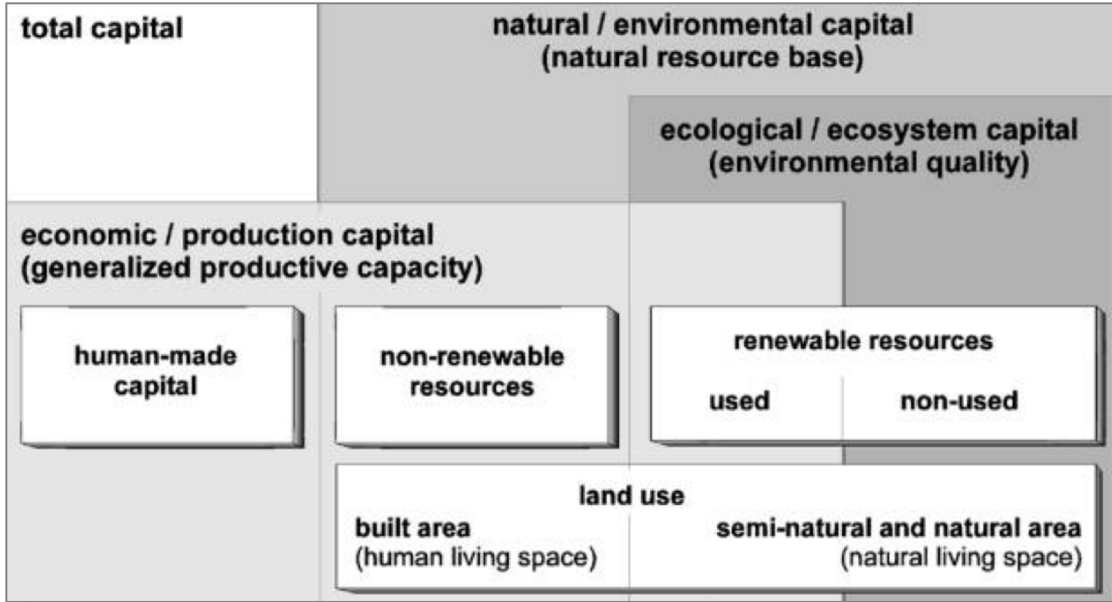 total capital
natural / environmental capital
(natural resource base)
ecological / ecosystem capital
(environmental quality)
economic / production capital
(generalized productive capacity)
human-made
capital
non-renewable
resources
renewable resources
used
non-used
land use
built area
(human living space)
semi-natural and natural area
(natural living space)